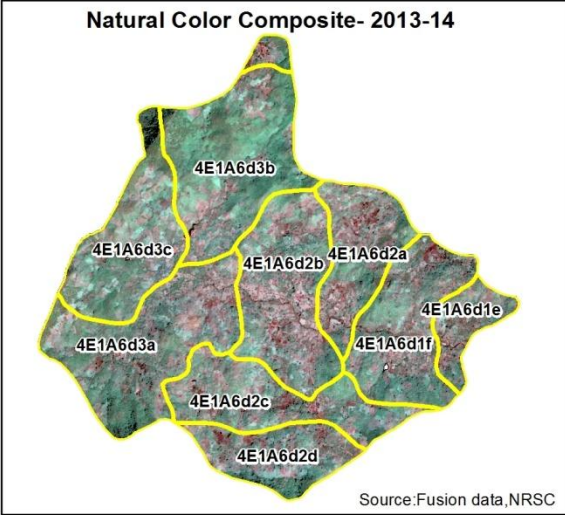 Natural Color Composite- 2013-14
4E1A6d3b
4E1A6d3c
4E1A6d2b
4E1A6d2a
4E1A6d1e
4E1A6d3a
4E1A6d1f
4E1A6d2c
4E1A6d2d
Source:Fusion data,NRSC